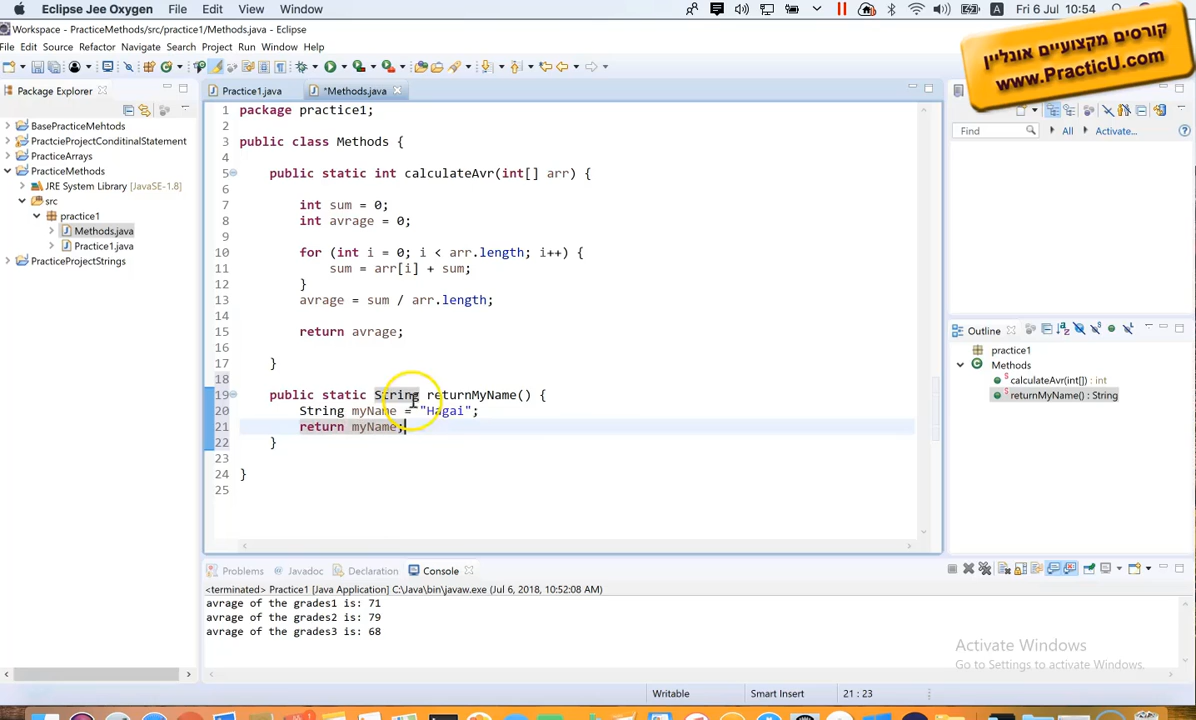 Eclipse Jee Oxygen File Edit View Window
A Fri 6 Jul 10:54
Workspace - PracticeMethods/src/practice1/Methods.java - Eclipse
קורסים מקצועיים אונליין
www.PracticU.com
File Edit Source Refactor Navigate Search Project Run Window Help
Package Explorer
Practice1.java
*Methods.java
BasePracticeMehtods
PractcieProjectConditinalStatement
PracticeArrays
PracticeMethods
JRE System Library [JavaSE-1.8]
src
practice1
Methods.java
Practice1.java
PracticeProjectStrings
1 package practice1;
2
3 public class Methods {
4
5 public static int calculateAvr(int[] arr) {
6
7 int sum = 0;
8 int avrage = 0;
9
10 for (int i = 0; i < arr.length; i++) {
11 sum = arr[i] + sum;
12 }
13 avrage = sum / arr.length;
14
15 return avrage;
16
17 }
18
19 public static String returnMyName() {
20 String myName = "Hagai";
21 return myName;
22 }
23
24 }
25
Find
All
Activate...
Outline
practice1
Methods
calculateAvr(int[]) : int
returnMyName() : String
Problems Javadoc Declaration Console
<terminated> Practice1 [Java Application] C:\Java\bin\javaw.exe (Jul 6, 2018, 10:52:08 AM)
avrage of the grades1 is: 71
avrage of the grades2 is: 79
avrage of the grades3 is: 68
Activate Windows
Go to Settings to activate Windows.
Writable Smart Insert 21 : 23